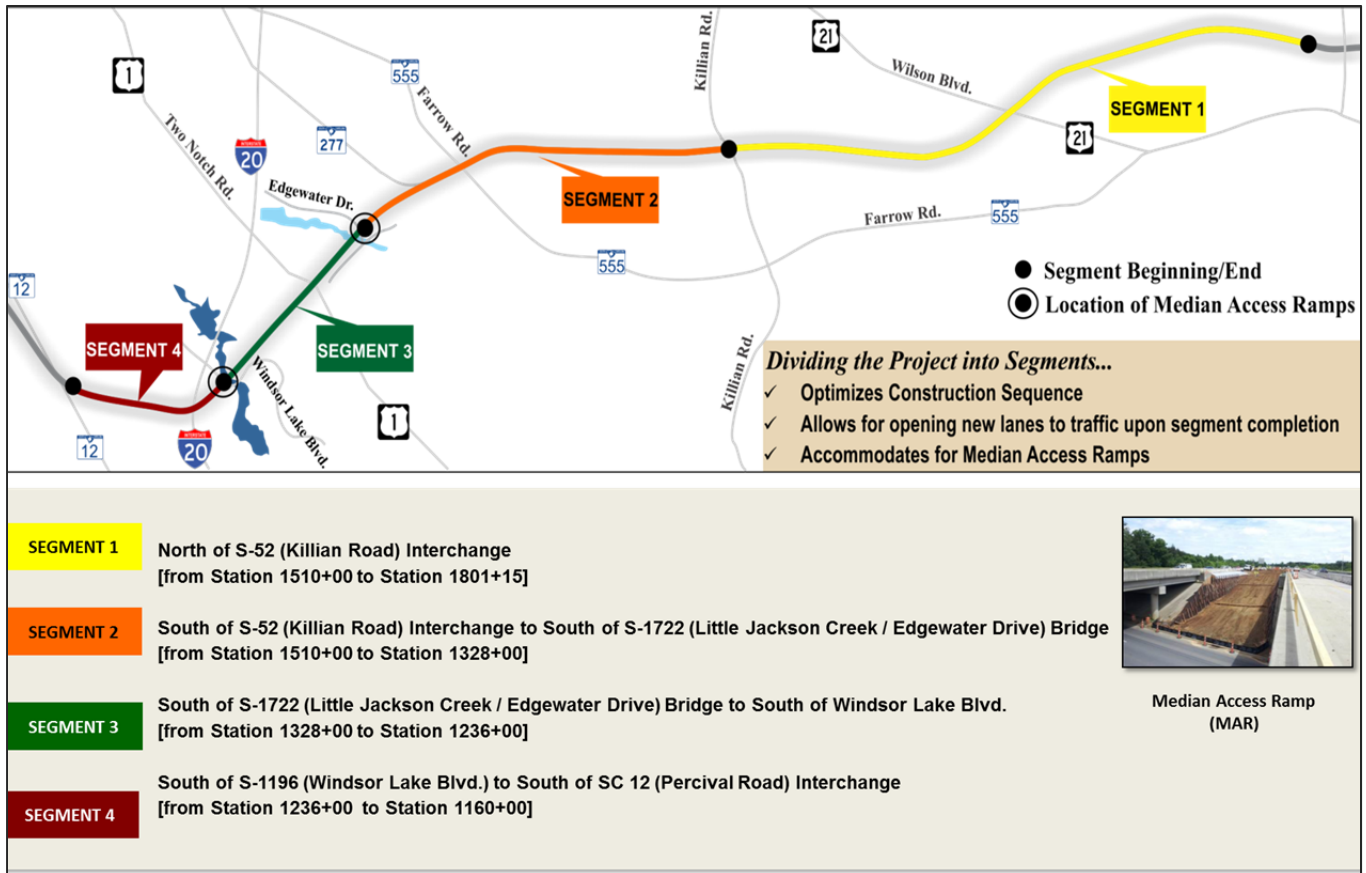 1
21
Killian Rd.
555
Wilson Blvd.
Farrow Rd.
SEGMENT 1
Two Notch Rd.
277
INTERSTATE
20
21
Edgewater Dr.
SEGMENT 2
Farrow Rd.
555
555
12
Segment Beginning/End
Location of Median Access Ramps
SEGMENT 4
SEGMENT 3
Windsor Lake Blvd.
Killian Rd.
1
12
INTERSTATE
20
Dividing the Project into Segments...
✓ Optimizes Construction Sequence
✓ Allows for opening new lanes to traffic upon segment completion
✓ Accommodates for Median Access Ramps
SEGMENT 1
North of S-52 (Killian Road) Interchange
[from Station 1510+00 to Station 1801+15]
SEGMENT 2
South of S-52 (Killian Road) Interchange to South of S-1722 (Little Jackson Creek / Edgewater Drive) Bridge
[from Station 1510+00 to Station 1328+00]
SEGMENT 3
South of S-1722 (Little Jackson Creek / Edgewater Drive) Bridge to South of Windsor Lake Blvd.
[from Station 1328+00 to Station 1236+00]
SEGMENT 4
South of S-1196 (Windsor Lake Blvd.) to South of SC 12 (Percival Road) Interchange
[from Station 1236+00 to Station 1160+00]
Median Access Ramp
(MAR)